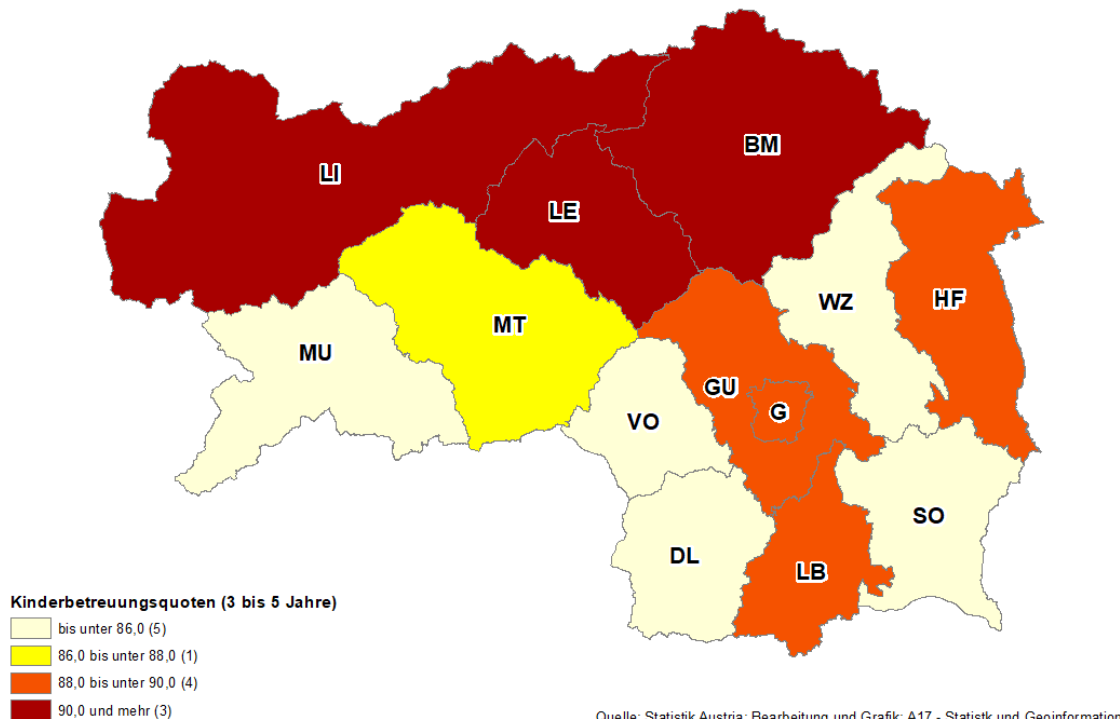 BM
LI
LE
WZ
HF
MT
MU
GU
G
VO
SO
DL
LB
Kinderbetreuungsquoten (3 bis 5 Jahre)
bis unter 86,0 (5)
86,0 bis unter 88,0 (1)
88,0 bis unter 90,0 (4)
90,0 und mehr (3)
Quelle: Statistik Austria; Bearbeitung und Grafik: A17 - Statistk und Geoinformation